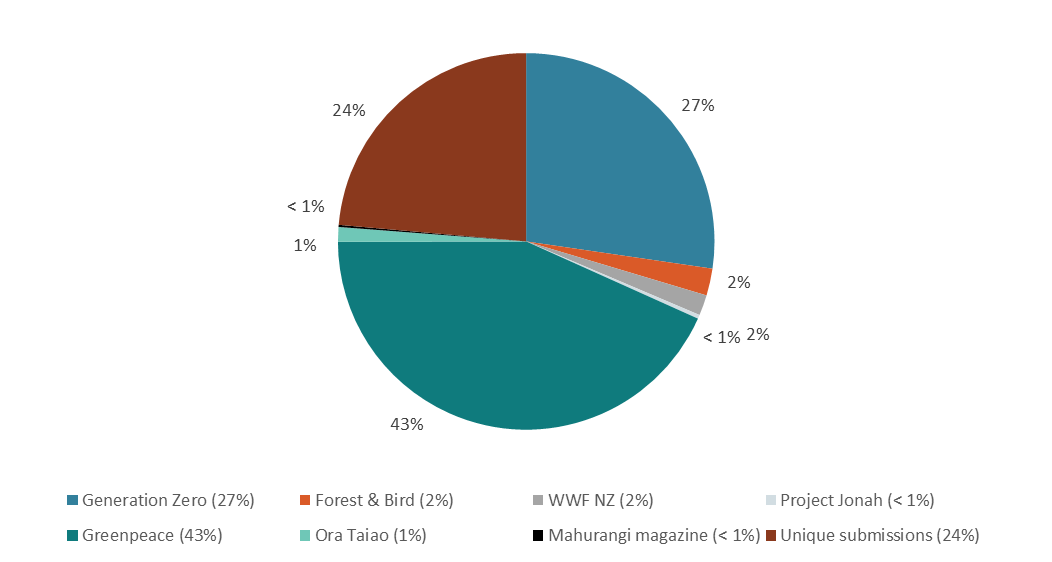 27%
24%
< 1%
1%
2%
< 1% 2%
43%
Generation Zero (27%) Forest & Bird (2%) WWF NZ (2%) Project Jonah (< 1%)
Greenpeace (43%) Ora Taiao (1%) Mahurangi magazine (< 1%) Unique submissions (24%)